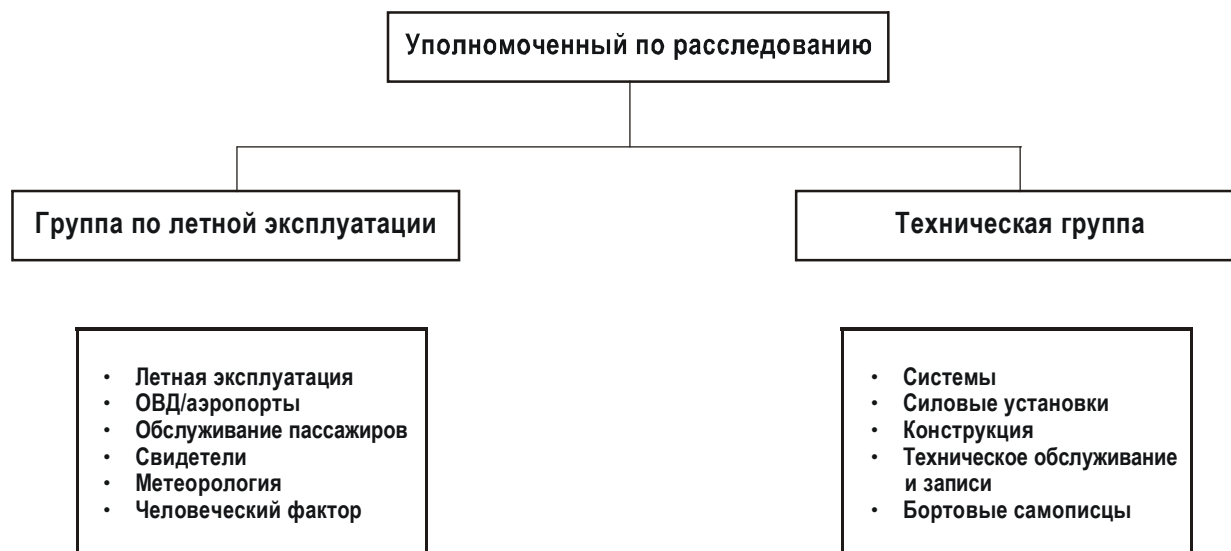 Уполномоченный по расследованию
Группа по летной эксплуатации
Техническая группа
• Летная эксплуатация
• ОВД/аэропорты
• Обслуживание пассажиров
• Свидетели
• Метеорология
• Человеческий фактор
• Системы
• Силовые установки
• Конструкция
• Техническое обслуживание
и записи
• Бортовые самописцы